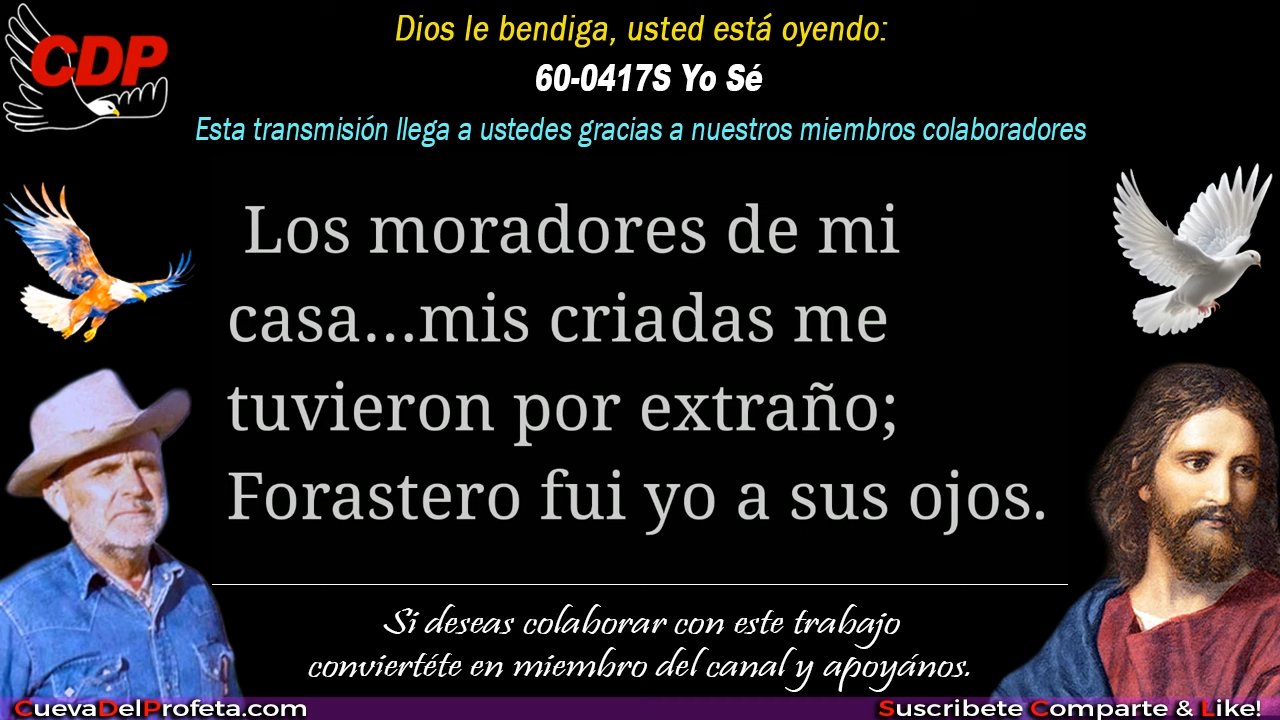 CDP
Dios le bendiga, usted está oyendo:
60-0417S Yo Sé
Esta transmisión llega a ustedes gracias a nuestros miembros colaboradores
Los moradores de mi
casa...mis criadas me
tuvieron por extraño;
Forastero fui yo a sus ojos.
Si deseas colaborar con este trabajo
conviertéte en miembro del canal y apoyános.
CuevaDelProfeta.com
Suscribete Comparte & Like!